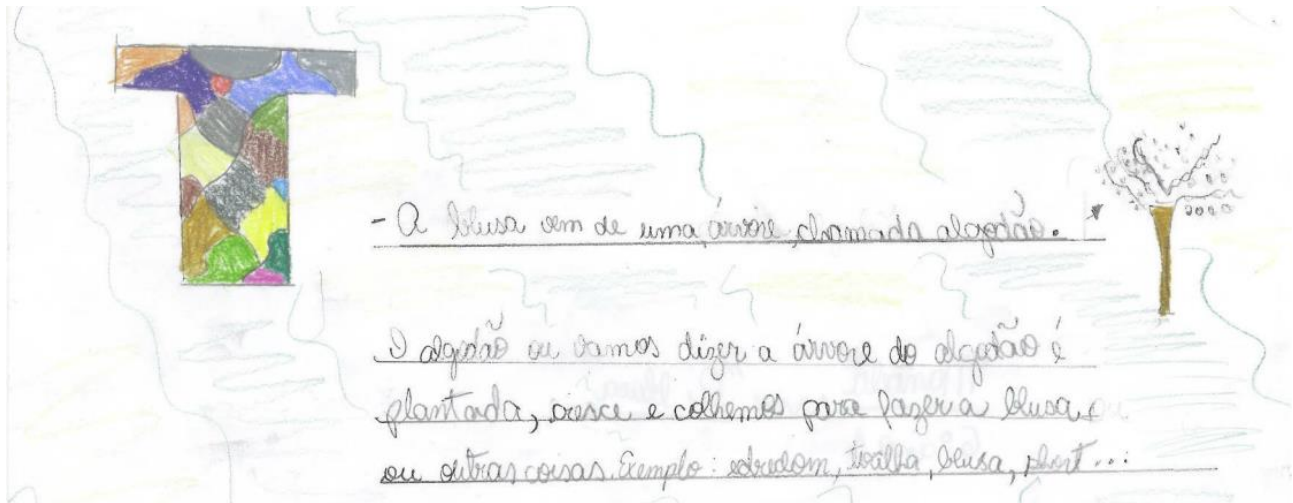 - A blusa vem de uma árvore chamada algodão.
O algodão ou vamos dizer a árvore do algodão é
plantada, cresce e colhemos para fazer a blusa
ou outras coisas. Exemplo: edredom, toalha, blusa, short...